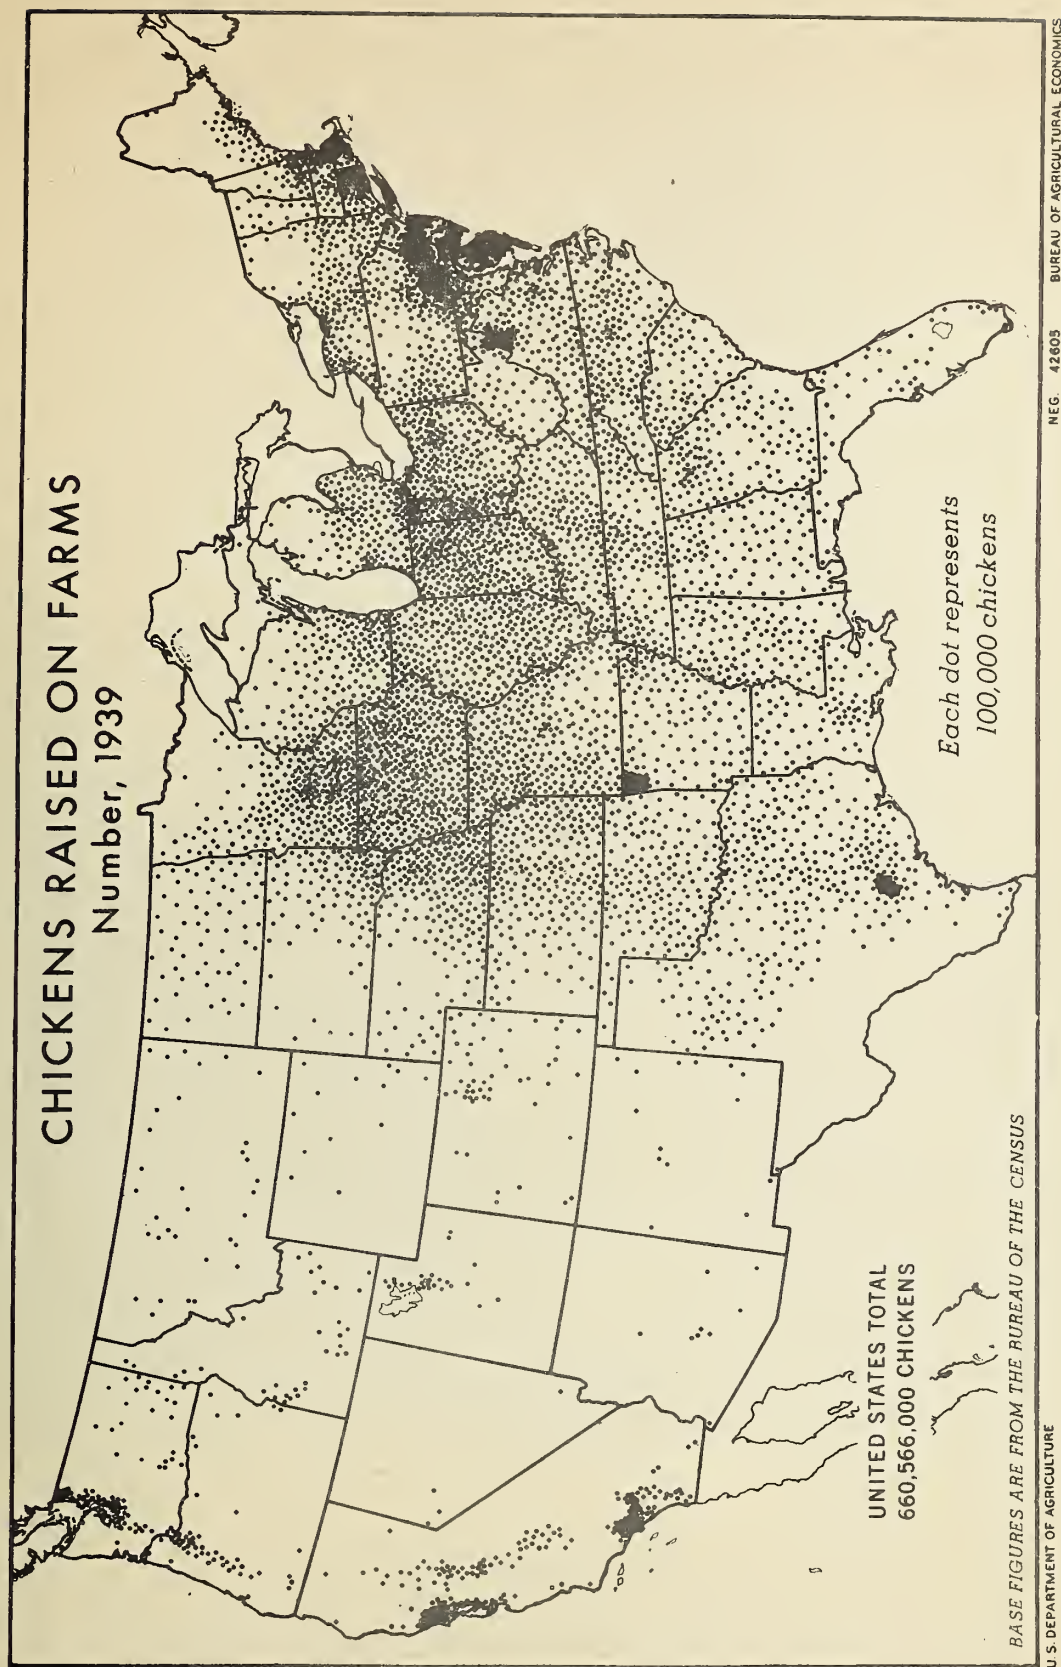 CHICKENS RAISED ON FARMS
Number, 1939
Each dot represents
100,000 chickens
UNITED STATES TOTAL
660,566,000 CHICKENS
BASE FIGURES ARE FROM THE BUREAU OF THE CENSUS
U.S. DEPARTMENT OF AGRICULTURE
NEG. 42605
BUREAU OF AGRICULTURAL ECONOMICS